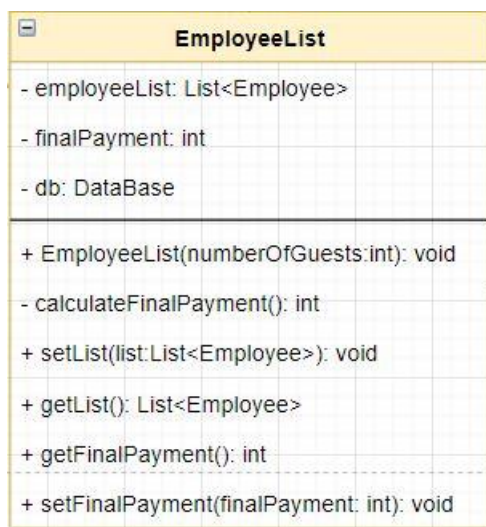 EmployeeList
- employeeList: List<Employee>
- finalPayment: int
- db: DataBase
+ EmployeeList(numberOfGuests:int): void
- calculateFinalPayment(): int
+ setList(list:List<Employee>): void
+ getList(): List<Employee>
+ getFinalPayment(): int
+ setFinalPayment(finalPayment: int): void